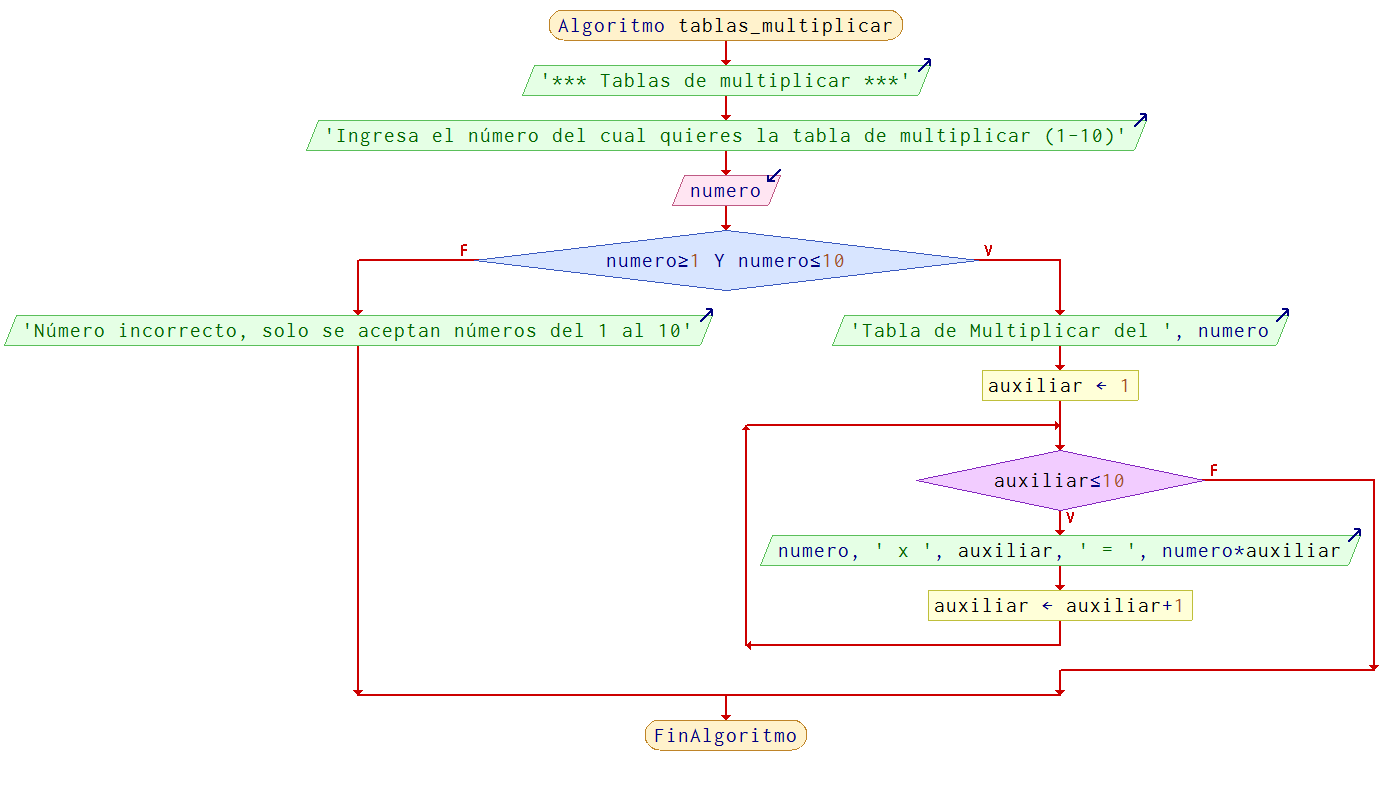 Algoritmo tablas_multiplicar
'*** Tablas de multiplicar ***'
'Ingresa el número del cual quieres la tabla de multiplicar (1-10)'
numero
F
V
numero≥1 Y numero≤10
'Número incorrecto, solo se aceptan números del 1 al 10'
'Tabla de Multiplicar del ', numero
auxiliar ← 1
F
auxiliar≤10
V
numero, ' x ', auxiliar, ' = ', numero*auxiliar
auxiliar ← auxiliar+1
FinAlgoritmo